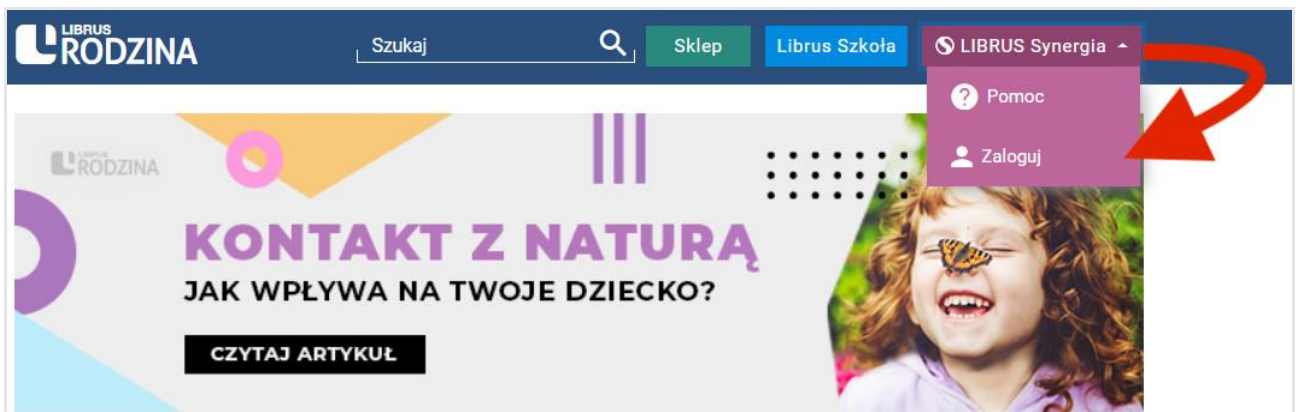 LIBRUS
RODZINA
Szukaj
Sklep
Librus Szkoła
LIBRUS Synergia
Pomoc
Zaloguj
LIBRUS
RODZINA
KONTAKT Z NATURĄ
JAK WPŁYWA NA TWOJE DZIECKO?
CZYTAJ ARTYKUŁ